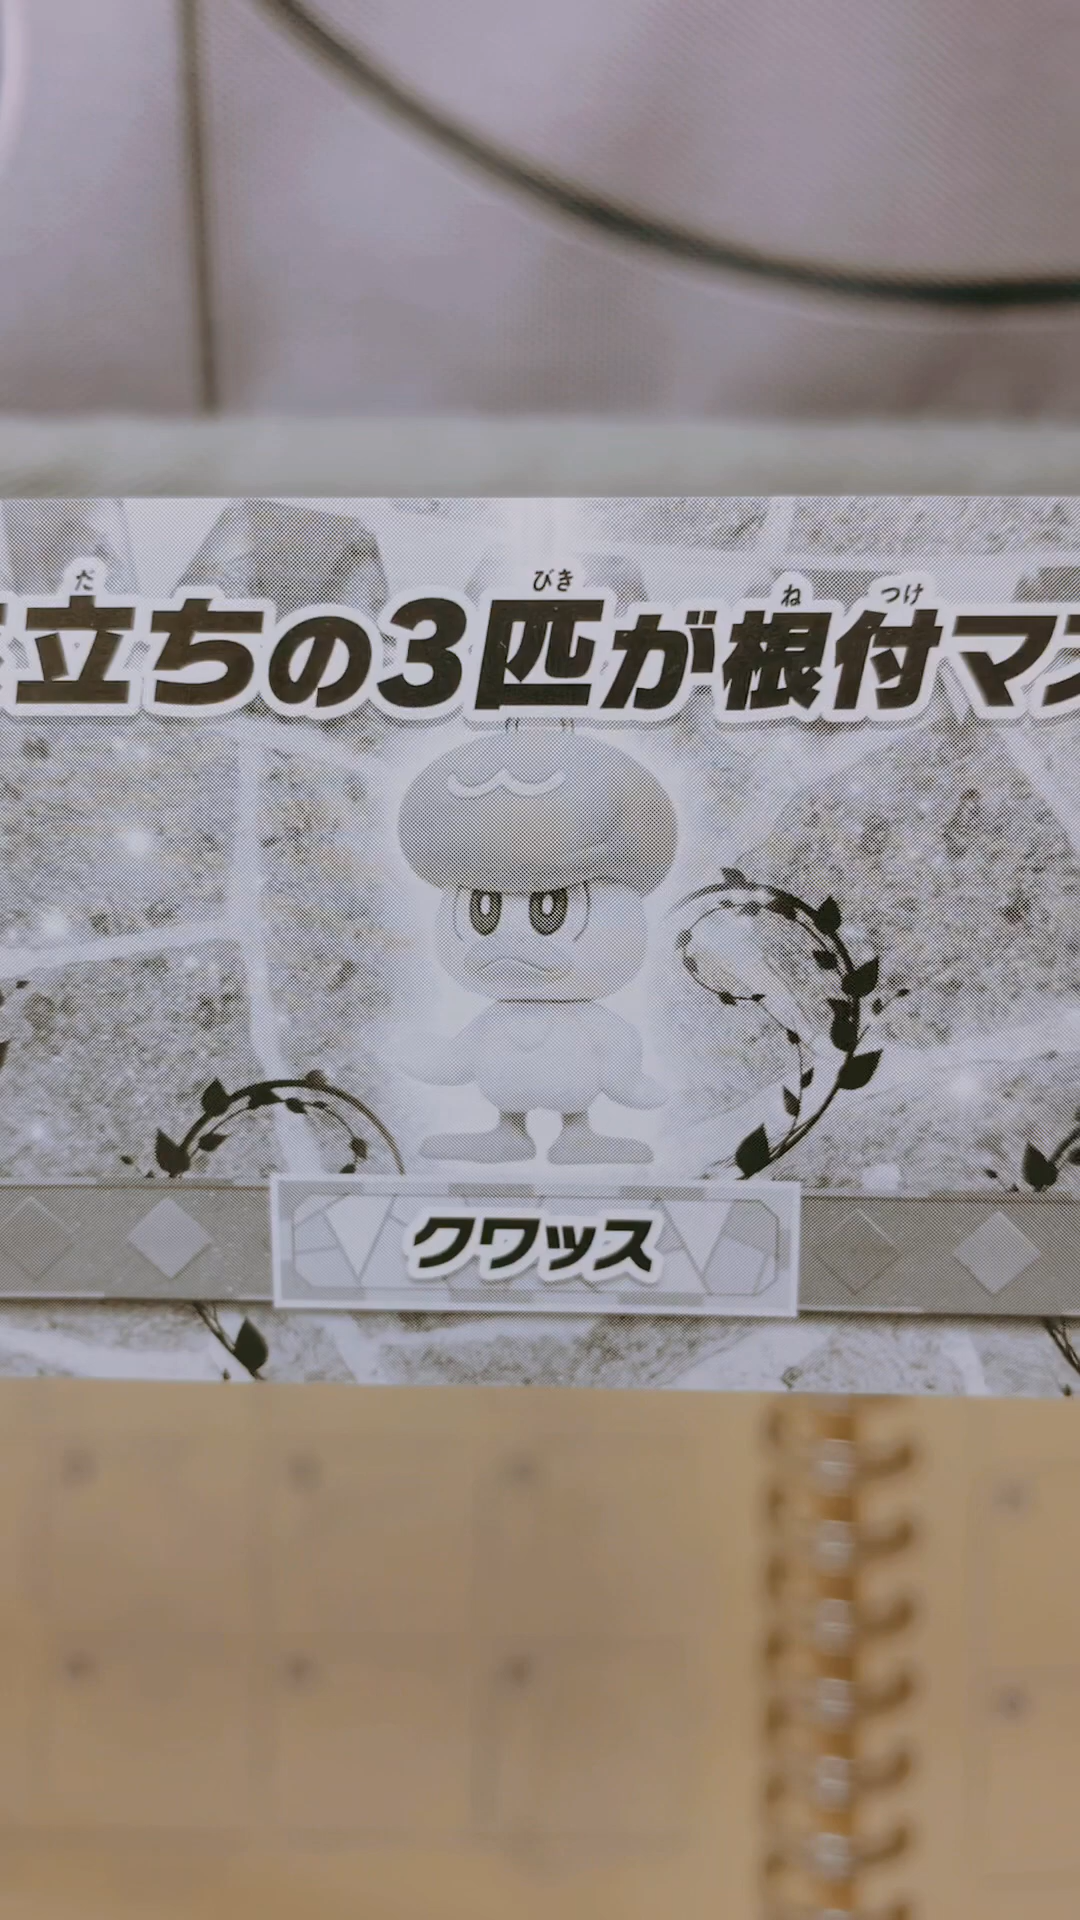 だ びき ね つけ
立ちの3匹が根付マ
クワッス